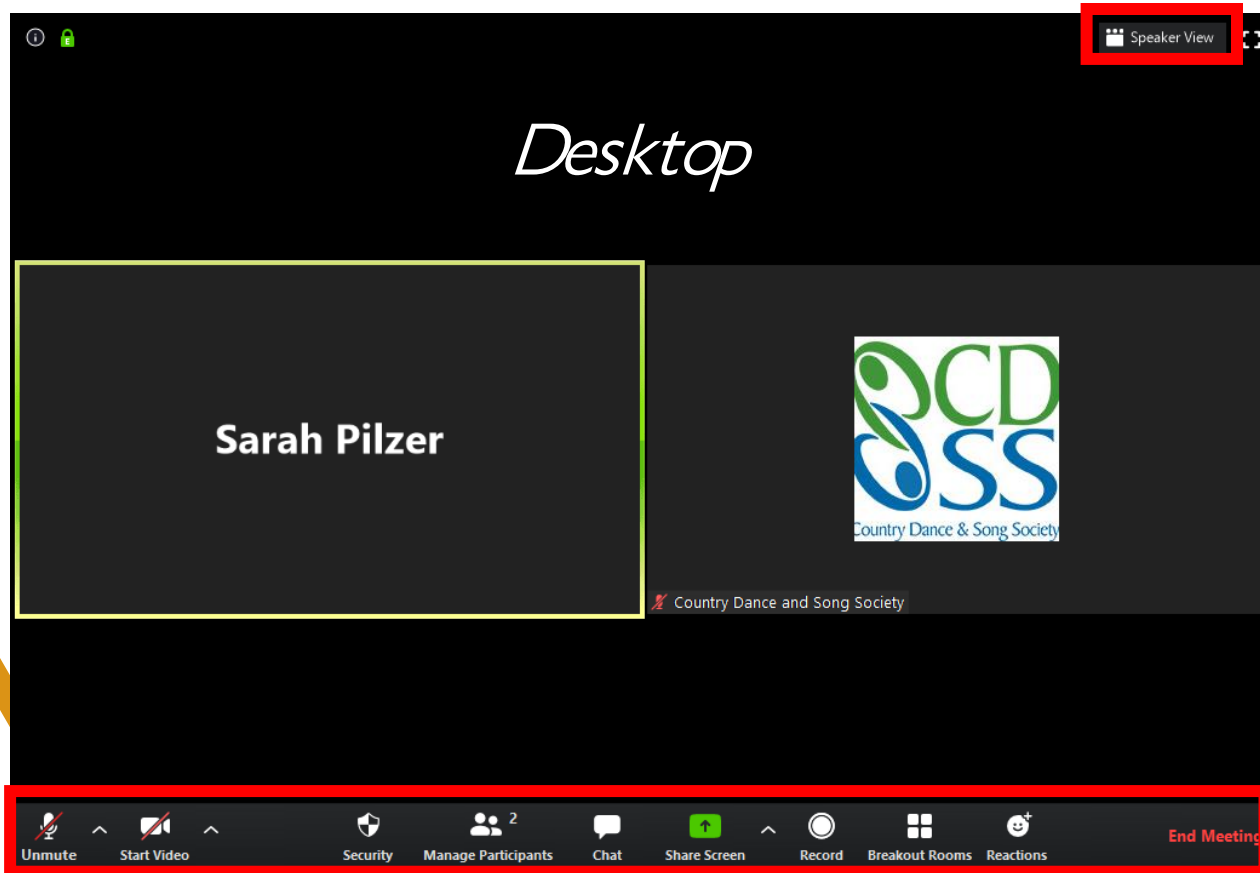 Speaker View
Desktop
Sarah Pilzer
CD
SS
Country Dance & Song Society
Country Dance and Song Society
2
Unmute Start Video Security Manage Participants Chat Share Screen Record Breakout Rooms Reactions End Meeting